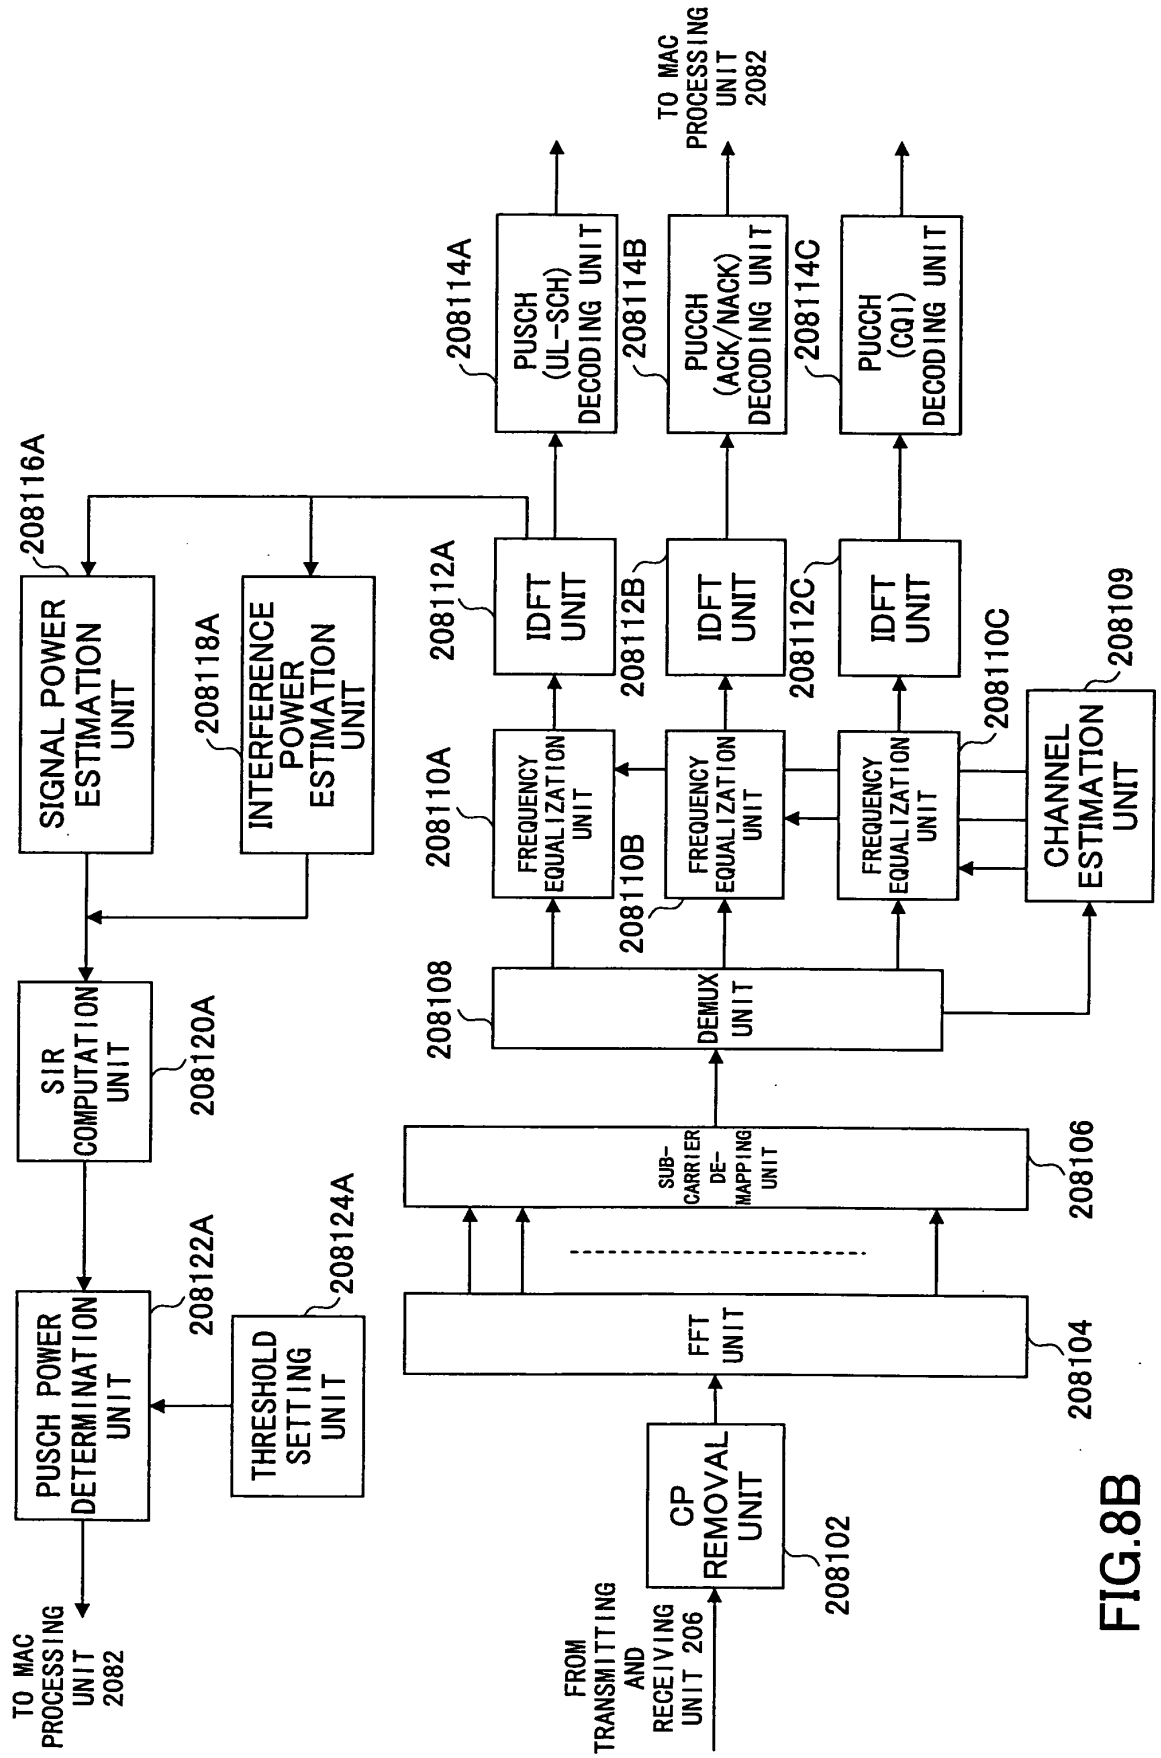 TO MAC
PROCESSING
UNIT
2082
PUSCH POWER
DETERMINATION
UNIT
208122A
THRESHOLD
SETTING
UNIT
208124A
SIR
COMPUTATION
UNIT
208120A
SIGNAL POWER
ESTIMATION
UNIT
208116A
INTERFERENCE
POWER
ESTIMATION
UNIT
208118A
FROM
TRANSMITTING
AND
RECEIVING
UNIT 206
CP
REMOVAL
UNIT
208102
FFT
UNIT
208104
SUB-
CARRIER
DE-
MAPPING
UNIT
208106
DEMUX
UNIT
208108
FREQUENCY
EQUALIZATION
UNIT
208110A
FREQUENCY
EQUALIZATION
UNIT
208110B
FREQUENCY
EQUALIZATION
UNIT
208110C
CHANNEL
ESTIMATION
UNIT
208109
IDFT
UNIT
208112A
IDFT
UNIT
208112B
IDFT
UNIT
208112C
PUSCH
(UL-SCH)
DECODING UNIT
208114A
PUCCH
(ACK/NACK)
DECODING UNIT
208114B
PUCCH
(CQI)
DECODING UNIT
208114C
TO MAC
PROCESSING
UNIT
2082
FIG.8B